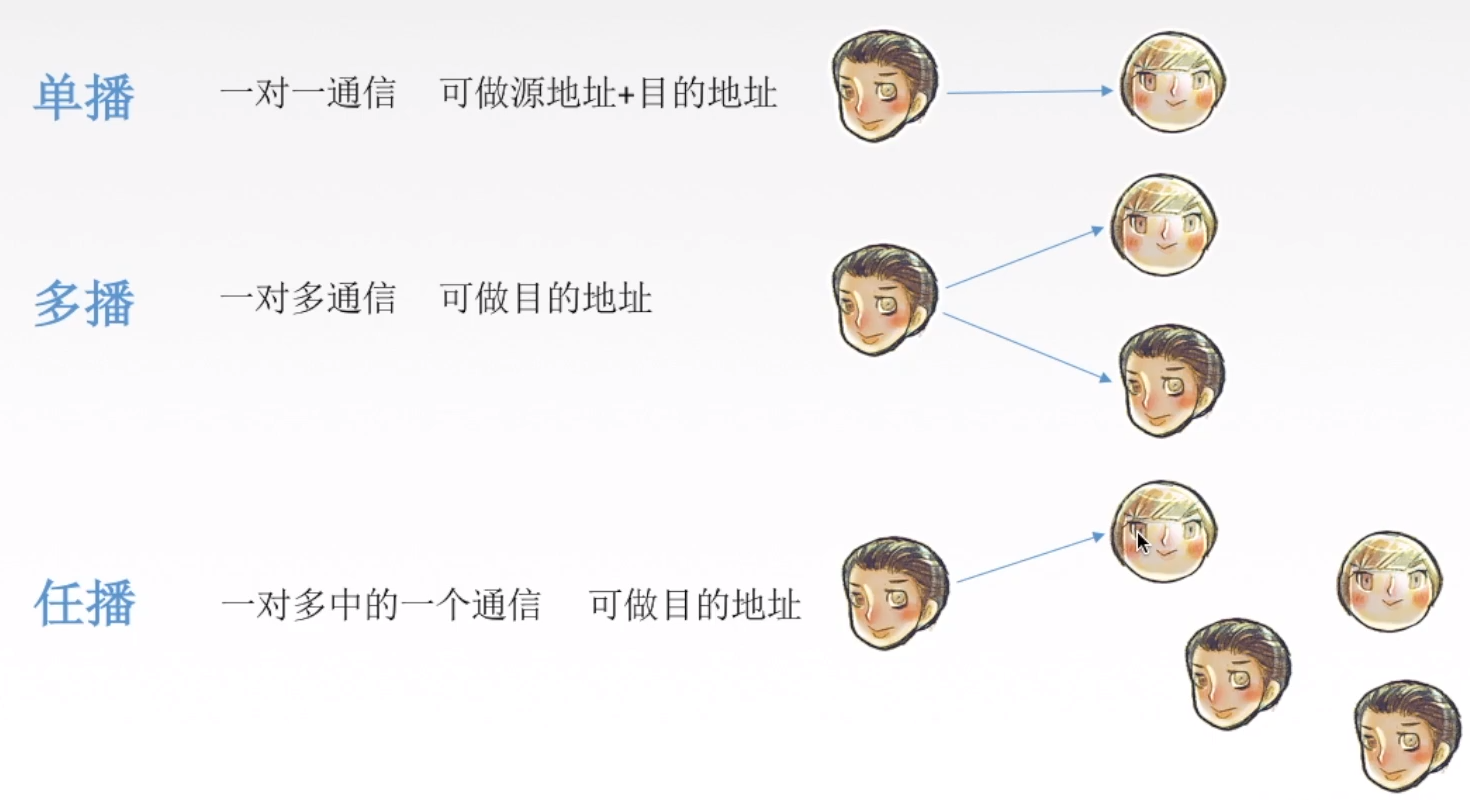 单播 一对一通信 可做源地址+目的地址
多播 一对多通信 可做目的地址
任播 一对多中的一个通信 可做目的地址